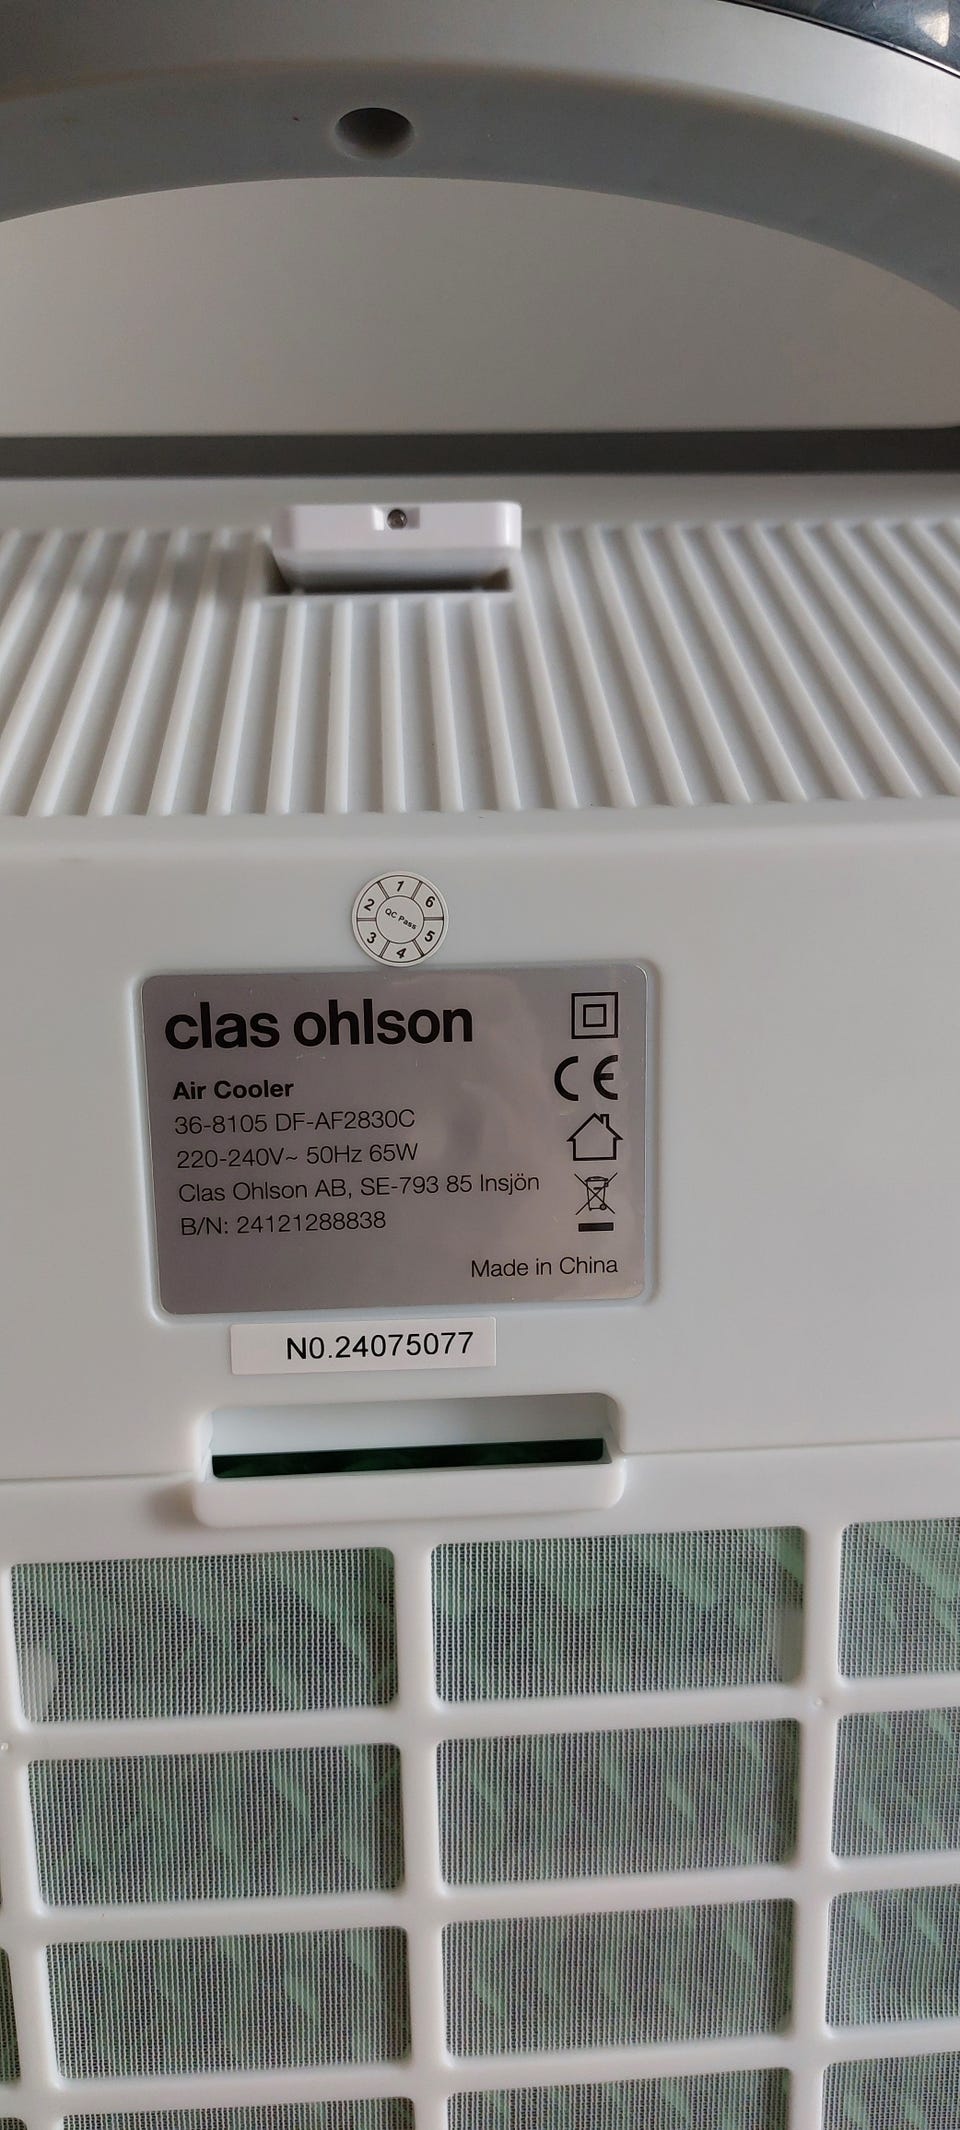 1
6
2
QC Pass
5
3
4
clas ohlson
CE
Air Cooler
36-8105 DF-AF2830C
220-240V~ 50Hz 65W
Clas Ohlson AB, SE-793 85 Insjön
B/N: 24121288838
Made in China
N0.24075077